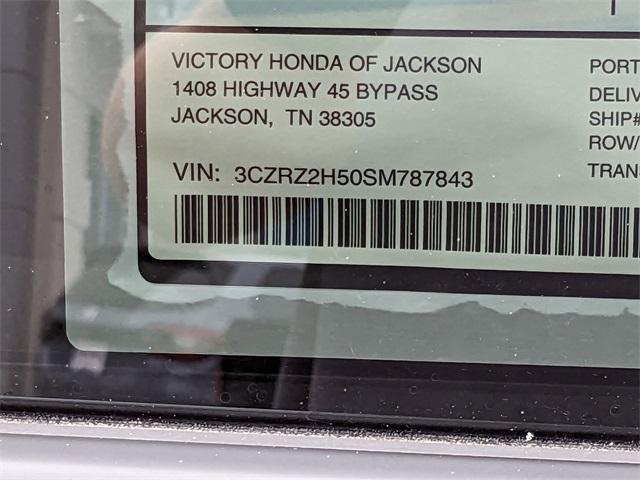 VICTORY HONDA OF JACKSON
1408 HIGHWAY 45 BYPASS
JACKSON, TN 38305
VIN: 3CZRZ2H50SM787843
PORT
DELIV
SHIP#
ROW/
TRAN